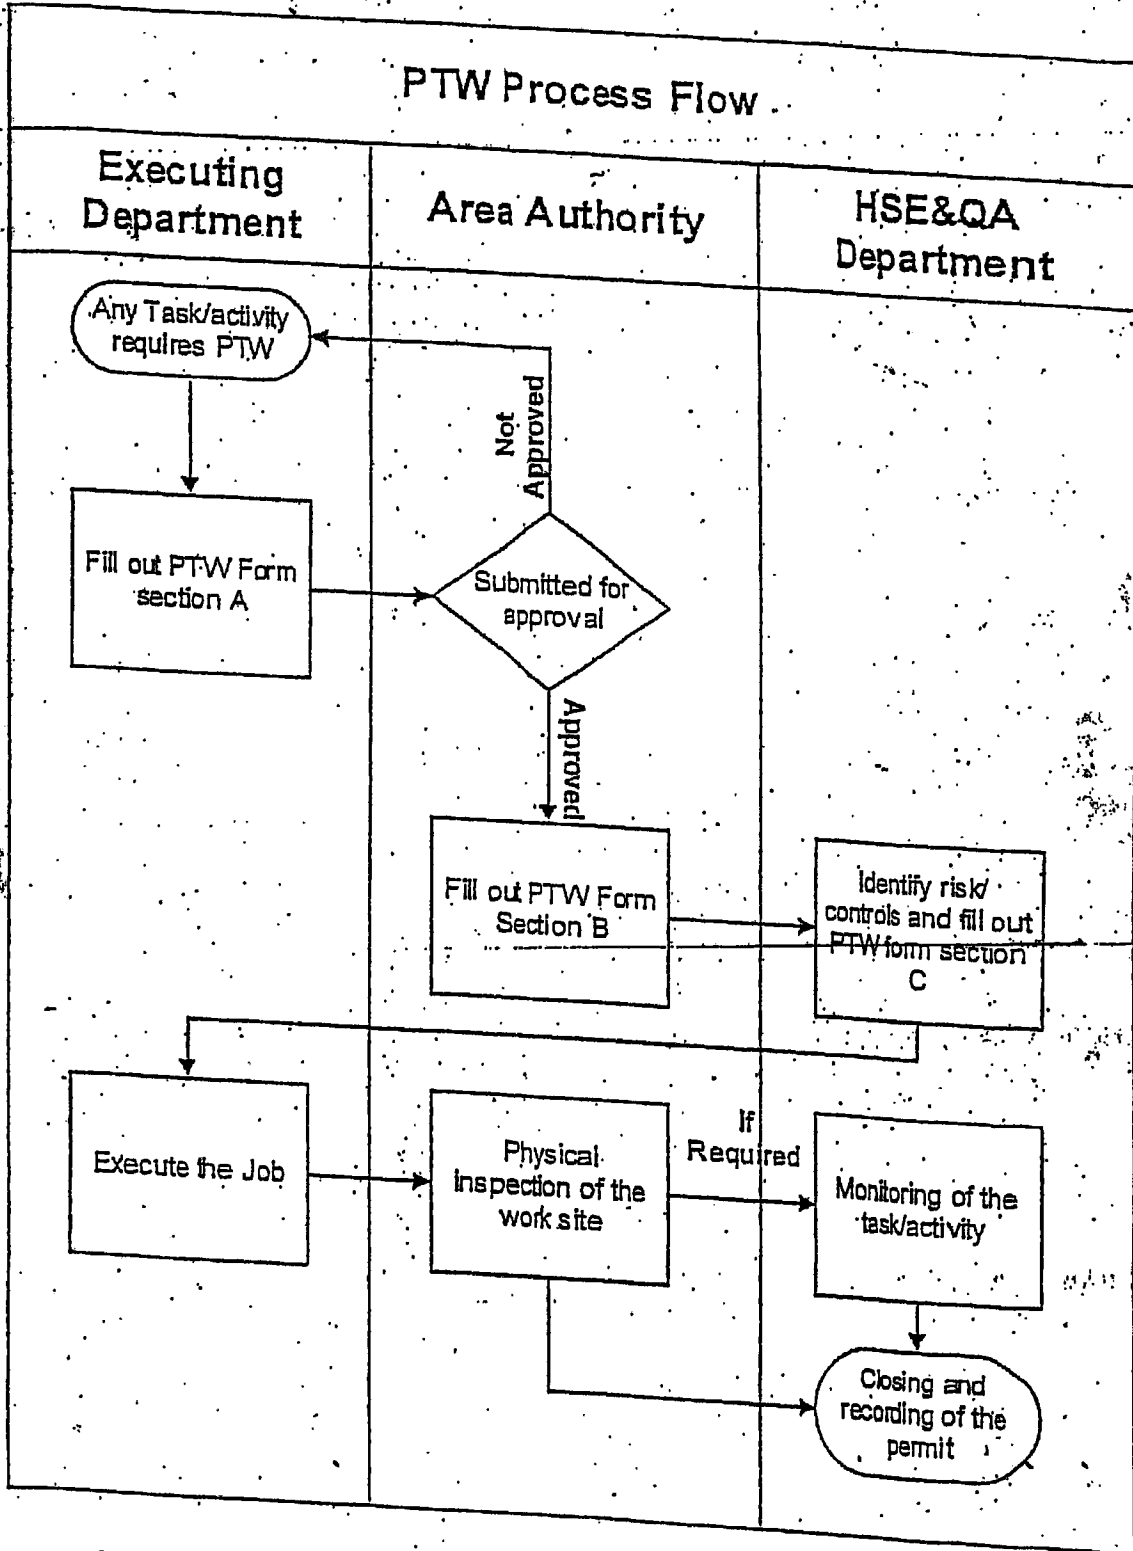 PTW Process Flow
Executing
Department
Area Authority
HSE&QA
Department
Any Task/activity
requires PTW
Not
Approved
Fill out PTW Form
section A
Submitted for
approval
Approved
Fill out PTW Form
Section B
Identify risk/
controls and fill out
PTW form section
C
Execute the Job
Physical
Inspection of the
work site
If
Required
Monitoring of the
task/activity
Closing and
recording of the
permit